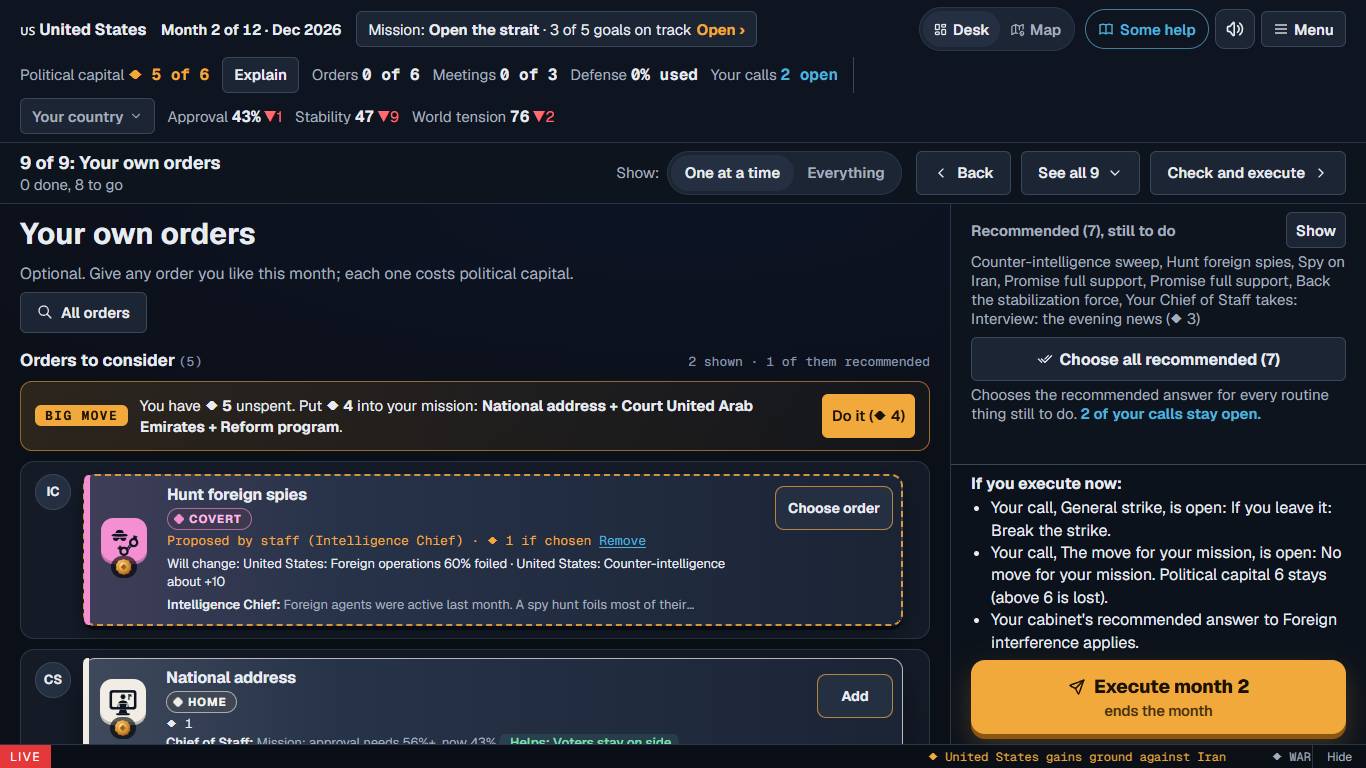 US United States Month 2 of 12 · Dec 2026 Mission: Open the strait · 3 of 5 goals on track Open › Desk Map Some help Menu
Political capital ◆ 5 of 6 Explain Orders 0 of 6 Meetings 0 of 3 Defense 0% used Your calls 2 open
Your country Approval 43% ▼1 Stability 47 ▼9 World tension 76 ▼2
9 of 9: Your own orders
0 done, 8 to go
Show: One at a time Everything Back See all 9 Check and execute
Your own orders
Optional. Give any order you like this month; each one costs political capital.
All orders
Orders to consider (5) 2 shown · 1 of them recommended
BIG MOVE
You have ◆ 5 unspent. Put ◆ 4 into your mission: National address + Court United Arab
Emirates + Reform program.
Do it (◆ 4)
IC
Hunt foreign spies
◆ COVERT
Proposed by staff (Intelligence Chief) · ◆ 1 if chosen Remove
Will change: United States: Foreign operations 60% foiled · United States: Counter-intelligence
about +10
Intelligence Chief: Foreign agents were active last month. A spy hunt foils most of their…
Choose order
CS
National address
◆ HOME
◆ 1
Chief of Staff: Mission: approval needs 56%+, now 43% Helps: Voters stay on side
Add
Recommended (7), still to do Show
Counter-intelligence sweep, Hunt foreign spies, Spy on
Iran, Promise full support, Promise full support, Back
the stabilization force, Your Chief of Staff takes:
Interview: the evening news (◆ 3)
Choose all recommended (7)
Chooses the recommended answer for every routine
thing still to do. 2 of your calls stay open.
If you execute now:
• Your call, General strike, is open: If you leave it:
Break the strike.
• Your call, The move for your mission, is open: No
move for your mission. Political capital 6 stays
(above 6 is lost).
• Your cabinet's recommended answer to Foreign
interference applies.
Execute month 2
ends the month
LIVE ◆ United States gains ground against Iran ◆ WAR Hide